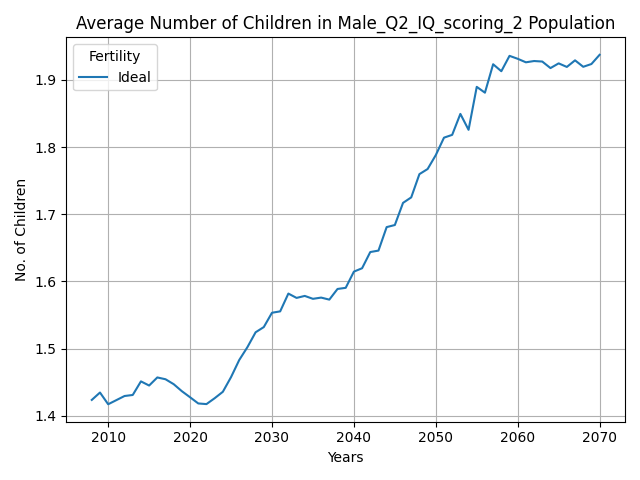 Average Number of Children in Male_Q2_IQ_scoring_2 Population
Fertility
Ideal
No. of Children
1.9
1.8
1.7
1.6
1.5
1.4
2010 2020 2030 2040 2050 2060 2070
Years